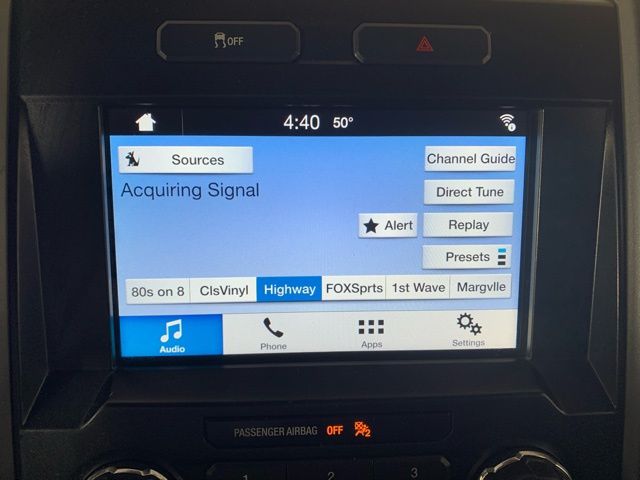 OFF
4:40 50°
Sources
Channel Guide
Acquiring Signal
Direct Tune
Alert
Replay
Presets
80s on 8 ClsVinyl Highway FOXSprts 1st Wave Margvlle
Audio Phone Apps Settings
PASSENGER AIRBAG OFF 2
1 2 3